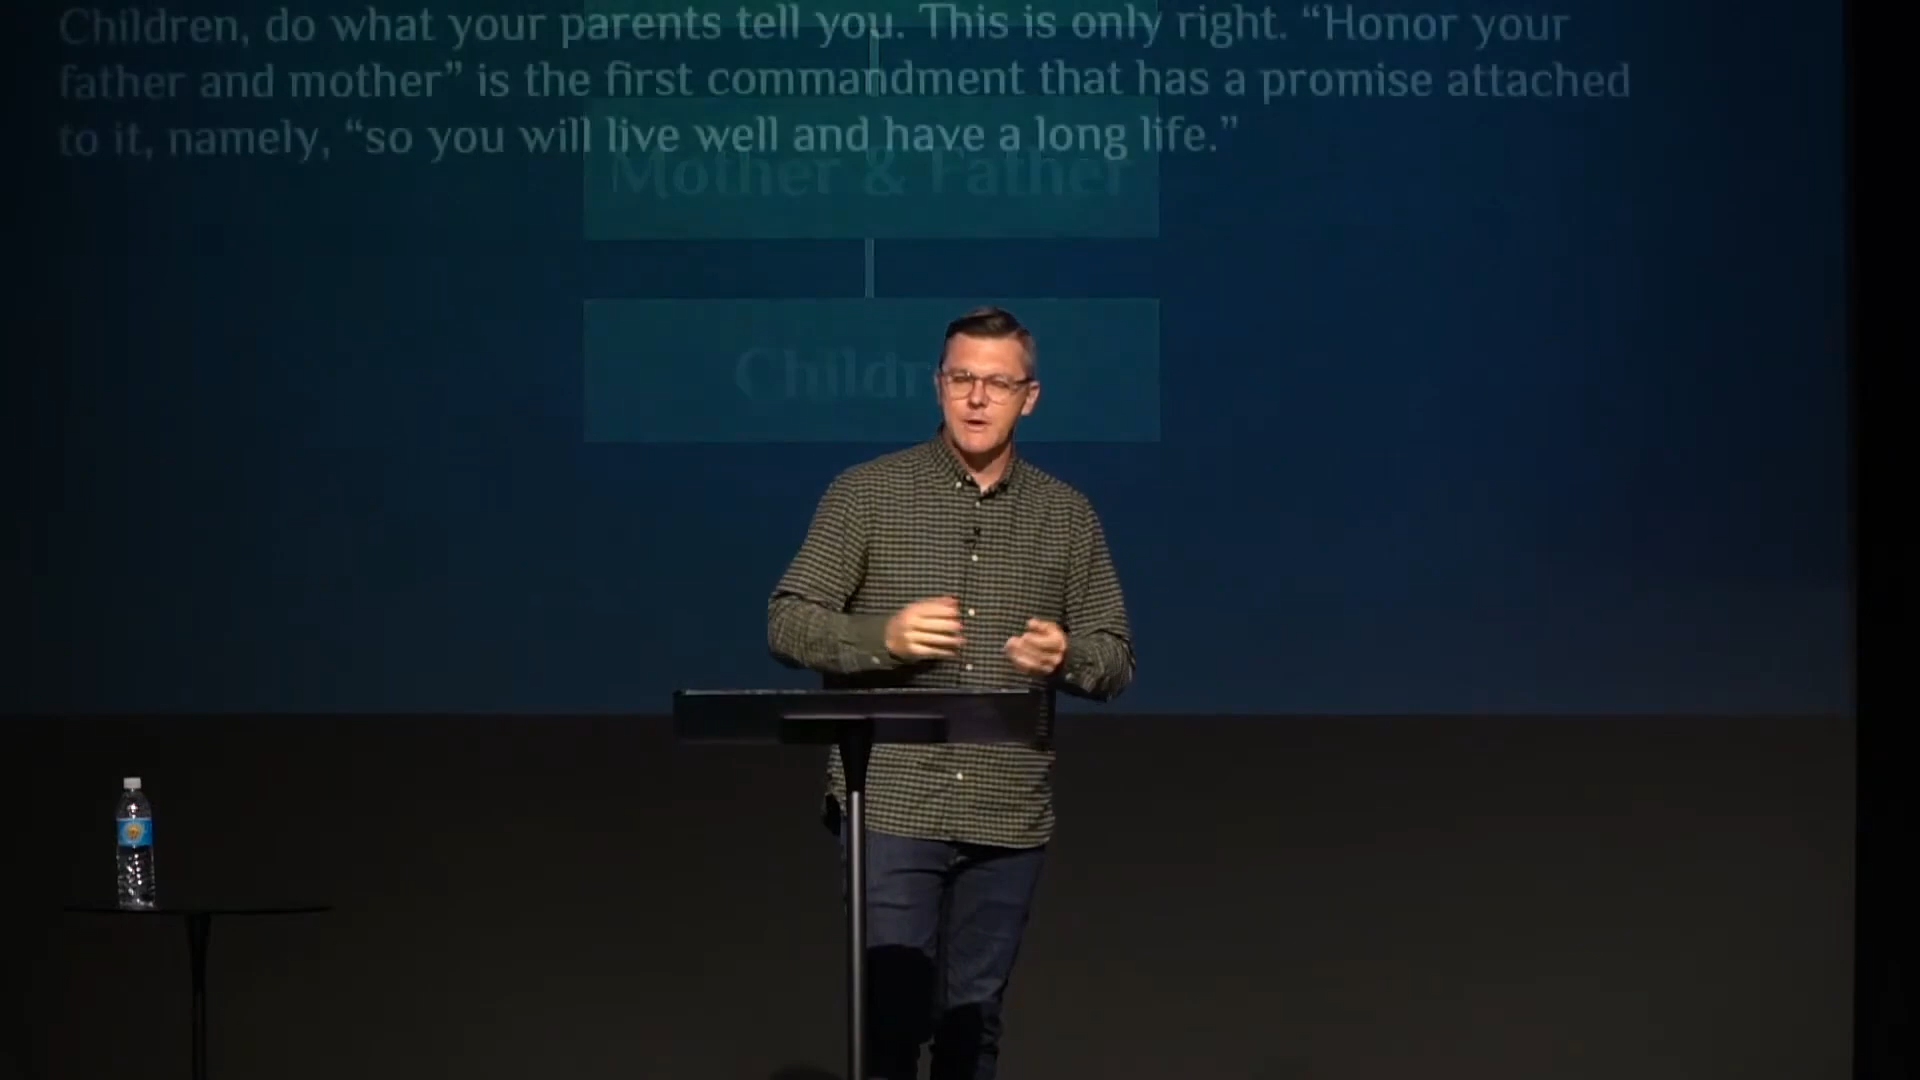 Children, do what your parents tell you. This is only right. “Honor your
father and mother” is the first commandment that has a promise attached
to it, namely, “so you will live well and have a long life.”
Mother & Father